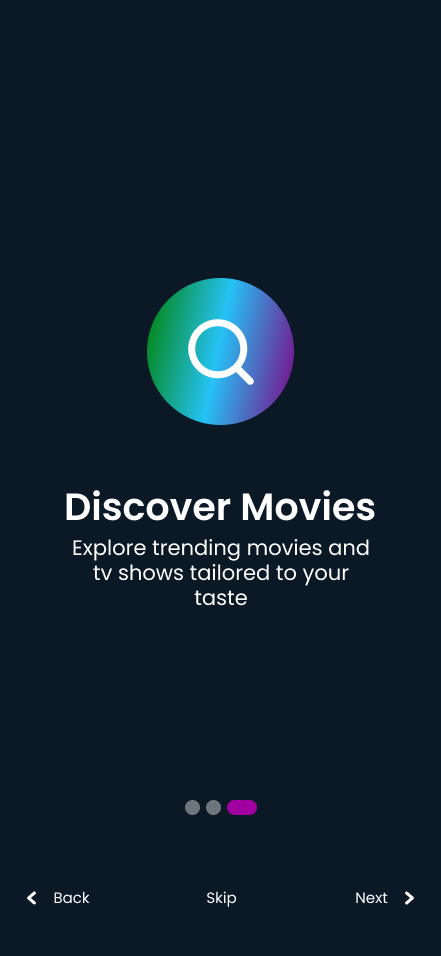 Discover Movies
Explore trending movies and
tv shows tailored to your
taste
Back
Skip
Next